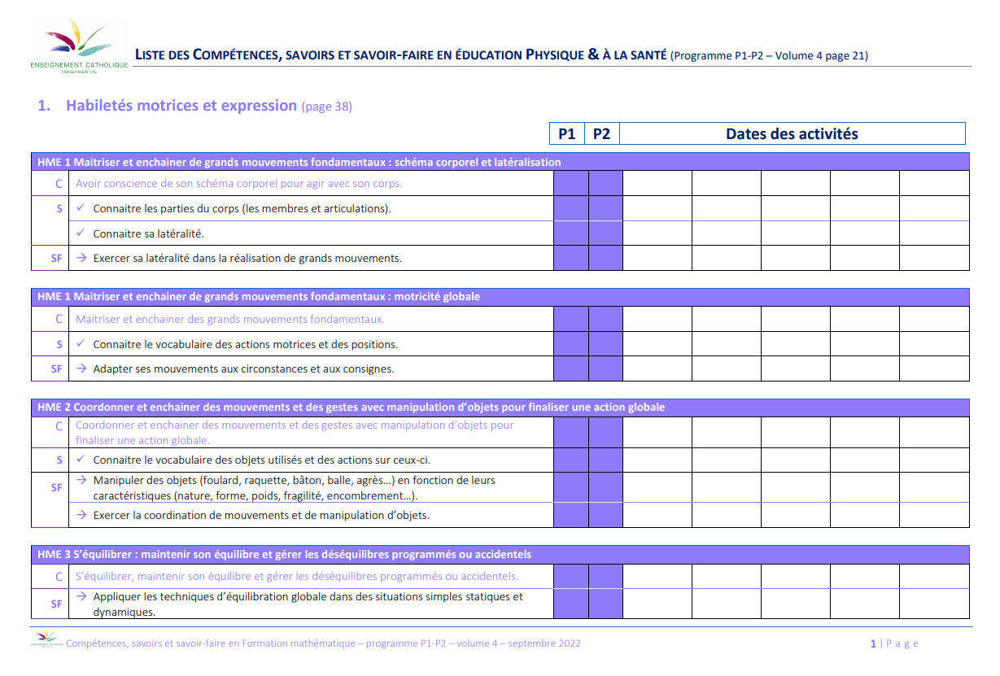 ENSEIGNEMENT CATHOLIQUE
FONDAMENTAL
LISTE DES COMPÉTENCES, SAVOIRS ET SAVOIR-FAIRE EN ÉDUCATION PHYSIQUE & À LA SANTÉ (Programme P1-P2 – Volume 4 page 21)
1. Habiletés motrices et expression (page 38)
P1 P2 Dates des activités
HME 1 Maitriser et enchainer de grands mouvements fondamentaux : schéma corporel et latéralisation
C Avoir conscience de son schéma corporel pour agir avec son corps.
S ✓ Connaitre les parties du corps (les membres et articulations).
✓ Connaitre sa latéralité.
SF → Exercer sa latéralité dans la réalisation de grands mouvements.
HME 1 Maitriser et enchainer de grands mouvements fondamentaux : motricité globale
C Maitriser et enchainer des grands mouvements fondamentaux.
S ✓ Connaitre le vocabulaire des actions motrices et des positions.
SF → Adapter ses mouvements aux circonstances et aux consignes.
HME 2 Coordonner et enchainer des mouvements et des gestes avec manipulation d'objets pour finaliser une action globale
C Coordonner et enchainer des mouvements et des gestes avec manipulation d'objets pour
finaliser une action globale.
S ✓ Connaitre le vocabulaire des objets utilisés et des actions sur ceux-ci.
SF → Manipuler des objets (foulard, raquette, bâton, balle, agrès…) en fonction de leurs
caractéristiques (nature, forme, poids, fragilité, encombrement…).
→ Exercer la coordination de mouvements et de manipulation d'objets.
HME 3 S'équilibrer : maintenir son équilibre et gérer les déséquilibres programmés ou accidentels
C S'équilibrer, maintenir son équilibre et gérer les déséquilibres programmés ou accidentels.
SF → Appliquer les techniques d'équilibration globale dans des situations simples statiques et
dynamiques.
Compétences, savoirs et savoir-faire en Formation mathématique – programme P1-P2 – volume 4 – septembre 2022
1 | P a g e